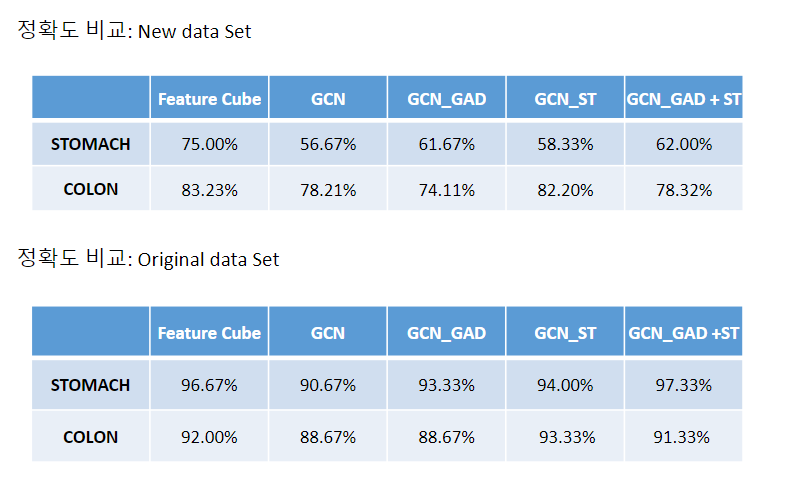 정확도 비교: New data Set
Feature Cube GCN GCN_GAD GCN_ST GCN_GAD + ST
STOMACH 75.00% 56.67% 61.67% 58.33% 62.00%
COLON 83.23% 78.21% 74.11% 82.20% 78.32%
정확도 비교: Original data Set
Feature Cube GCN GCN_GAD GCN_ST GCN_GAD +ST
STOMACH 96.67% 90.67% 93.33% 94.00% 97.33%
COLON 92.00% 88.67% 88.67% 93.33% 91.33%